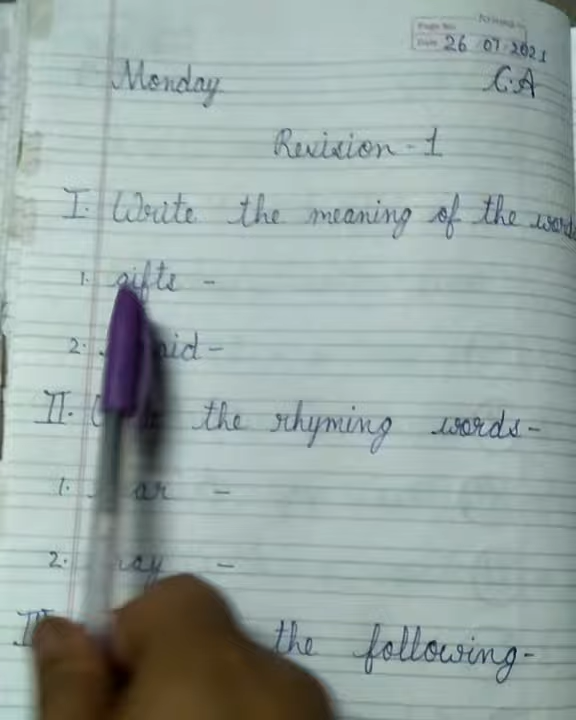 Date 26 07 2021
Monday
C.A
Revision - 1
I. Write the meaning of the
1. gifts -
2.
II. the rhyming words -
1.
2.
the following -